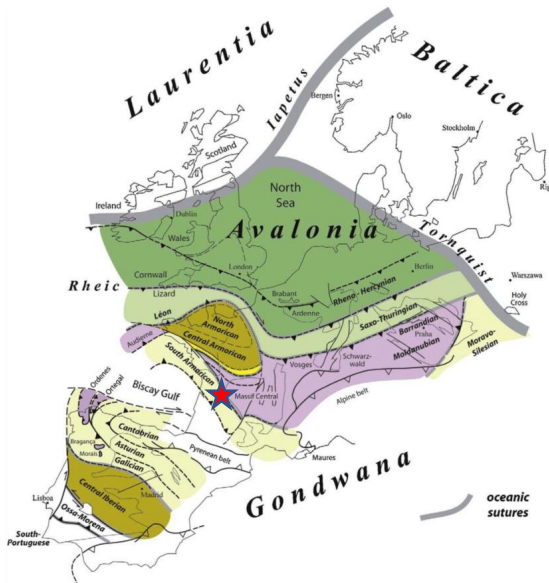 Laurentia
Baltica
Iapetus
Bergen
Oslo
Stockholm
Scotland
Ireland
Dublin
North
Sea
Avalonia
Tornquist
Wales
London
Berlin
Warszawa
Cornwall
Rheic
Lizard
Brabant
Ardenne
Rheno-Hercynian
Holy
Cross
Léon
North
Armorican
Central Armorican
Saxo-Thuringian
Barrandian
Praha
Moldanubian
Moravo-
Silesian
Audierne
South Armorican
Vosges
Schwarz-
wald
Massif Central
Alpine belt
Ordenes
Ortegal
Biscay Gulf
Cantabrian
Asturian
Galician
Bragança
Morais
Pyrenean belt
Maures
Gondwana
Central Iberian
Madrid
Lisboa
Ossa-Morena
South-
Portuguese
oceanic
sutures